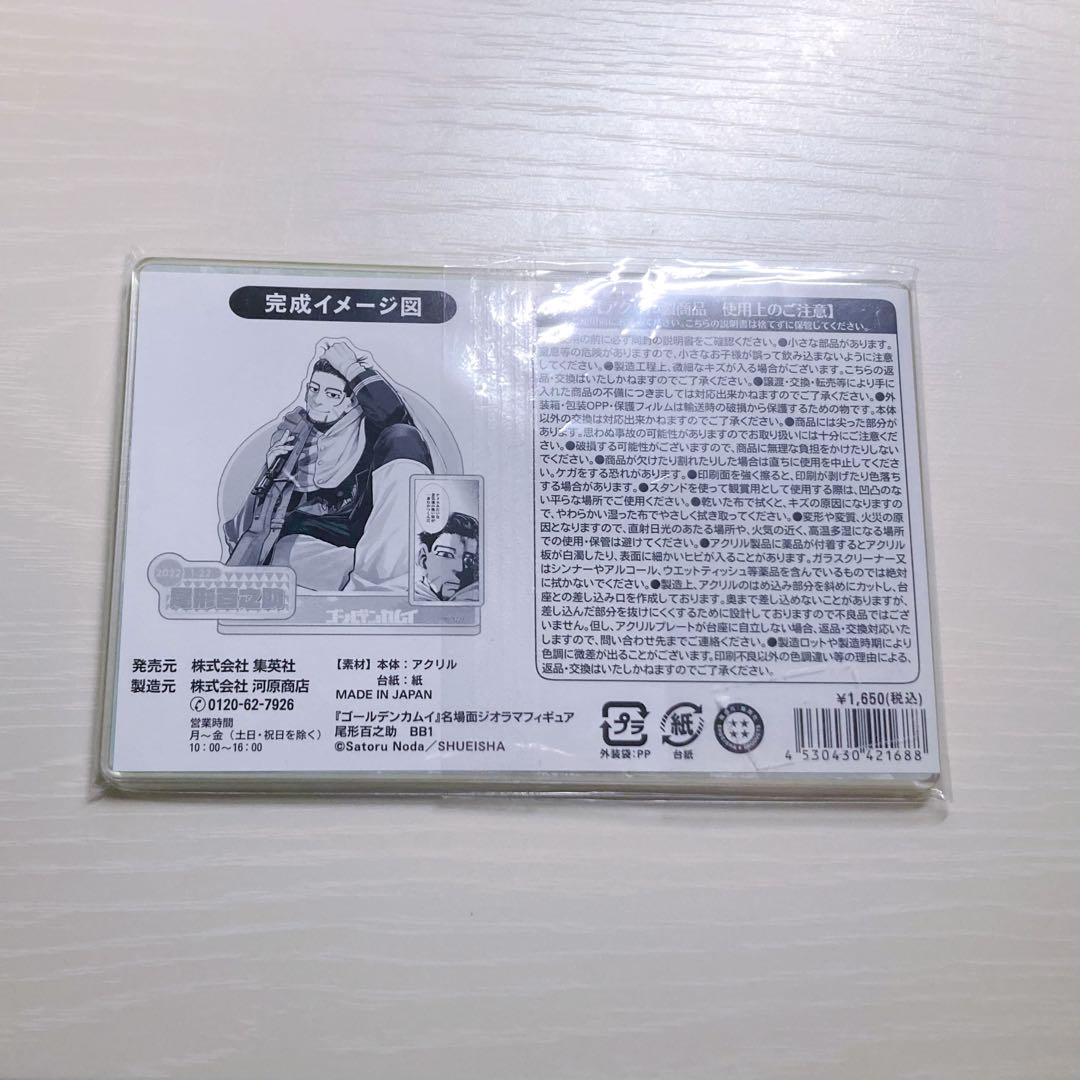 完成イメージ図
尾形百之助
ゴールデンカムイ
発売元 株式会社 集英社
製造元 株式会社 河原商店
0120-62-7926
営業時間
月～金（土日・祝日を除く）
10：00～16：00
【素材】本体：アクリル
台紙：紙
MADE IN JAPAN
『ゴールデンカムイ』名場面ジオラマフィギュア
尾形百之助 BB1
©Satoru Noda／SHUEISHA
商品 使用上のご注意】
こちらの説明書は捨てずに保管してください。
の前に必ず同封の説明書をご確認ください。●小さな部品があります。
窒息等の危険がありますので、小さなお子様が誤って飲み込まないように注意
してください。●製造工程上、微細なキズが入る場合がございます。こちらの返
品・交換はいたしかねますのでご了承ください。●譲渡・交換・転売等により手に
入れた商品の不備につきましては対応出来かねますのでご了承ください。●外
装箱・包装OPP・保護フィルムは輸送時の破損から保護するための物です。本体
以外の交換は対応出来かねますのでご了承ください。●商品には尖った部分が
あります。思わぬ事故の可能性がありますのでお取り扱いには十分にご注意くださ
い。●破損する可能性がございますので、商品に無理な負担をかけたりしない
でください。●商品が欠けたり割れたりした場合は直ちに使用を中止してくださ
い。ケガをする恐れがあります。●印刷面を強く擦ると、印刷が剥げたり色落ち
する場合があります。●スタンドを使って観賞用として使用する際は、凹凸のな
い平らな場所でご使用ください。●乾いた布で拭くと、キズの原因になりますの
で、やわらかい湿った布でやさしく拭き取ってください。●変形や変質、火災の原
因となりますので、直射日光のあたる場所や、火気の近く、高温多湿になる場所
での使用・保管は避けてください。●アクリル製品に薬品が付着するとアクリル
板が白濁したり、表面に細かいヒビが入ることがあります。ガラスクリーナー又
はシンナーやアルコール、ウエットティッシュ等薬品を含んでいるものでは絶対
に拭かないでください。●製造上、アクリルのはめ込み部分を斜めにカットし、台
座との差し込み口を作成しております。奥まで差し込めないことがありますが、
差し込んだ部分を抜けにくくするために設計しておりますので不良品ではござ
いません。但し、アクリルプレートが台座に自立しない場合、返品・交換対応いた
しますので、問い合わせ先までご連絡ください。●製造ロットや製造時期により
色調に微差が出ることがございます。印刷不良以外の色調違い等の理由による、
返品・交換はいたしかねますのでご了承ください。
¥1,650(税込)
プラ
外装袋：PP
紙
台紙
4 530430 421688